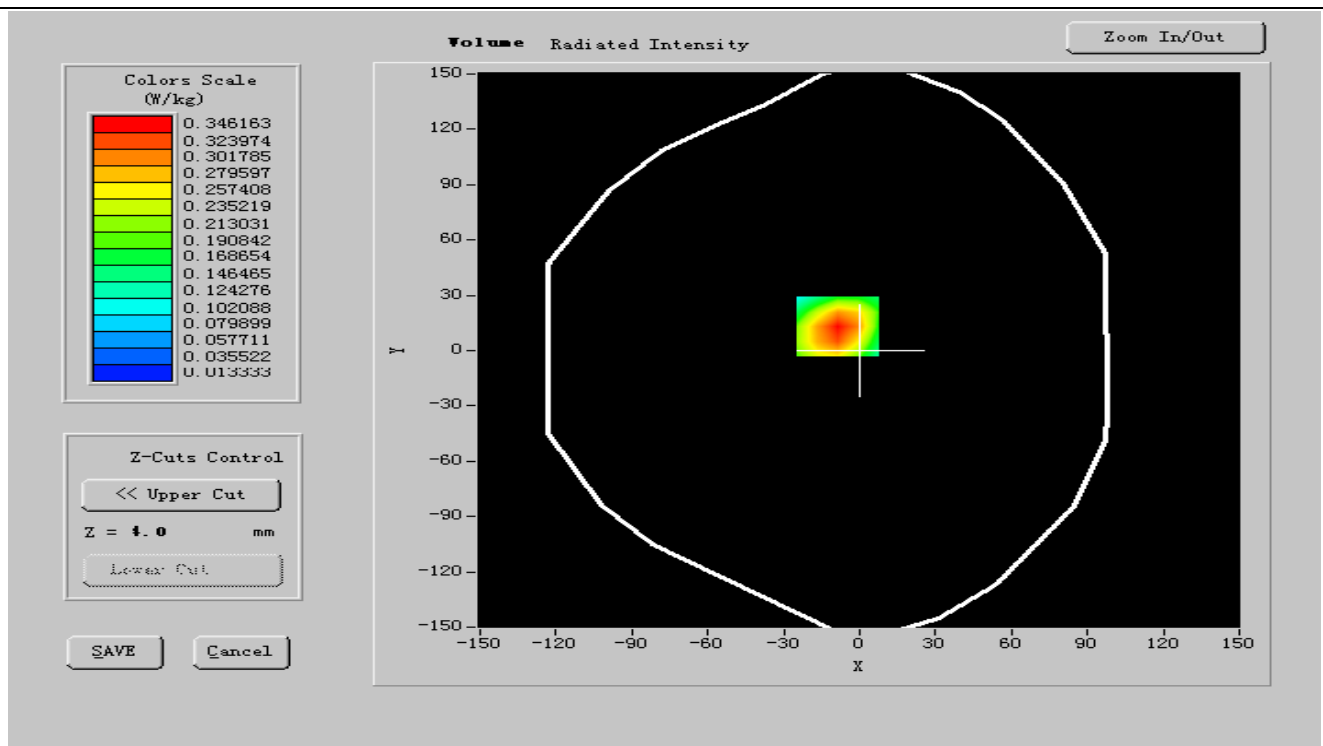 Volume Radiated Intensity
Zoom In/Out
Colors Scale
(W/kg)
0.346163
0.323974
0.301785
0.279597
0.257408
0.235219
0.213031
0.190842
0.168654
0.146465
0.124276
0.102088
0.079899
0.057711
0.035522
0.013333
Z-Cuts Control
<< Upper Cut
Z = 4.0 mm
Lower Cut
SAVE Cancel
150
120
90
60
30
0
-30
-60
-90
-120
-150
Y
-150 -120 -90 -60 -30 0 30 60 90 120 150
X